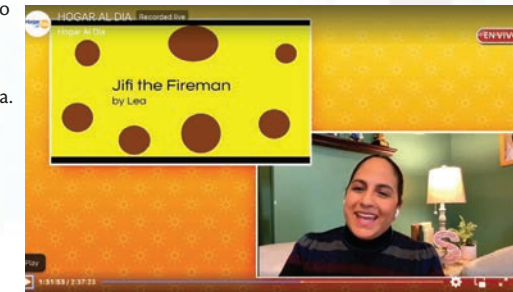 o
a.
HOGAR AL DIA Recorded live
Hogar Al Dia
EN VIVO
Jifi the Fireman
by Lea
S
Play
1:51:53 / 2:37:23